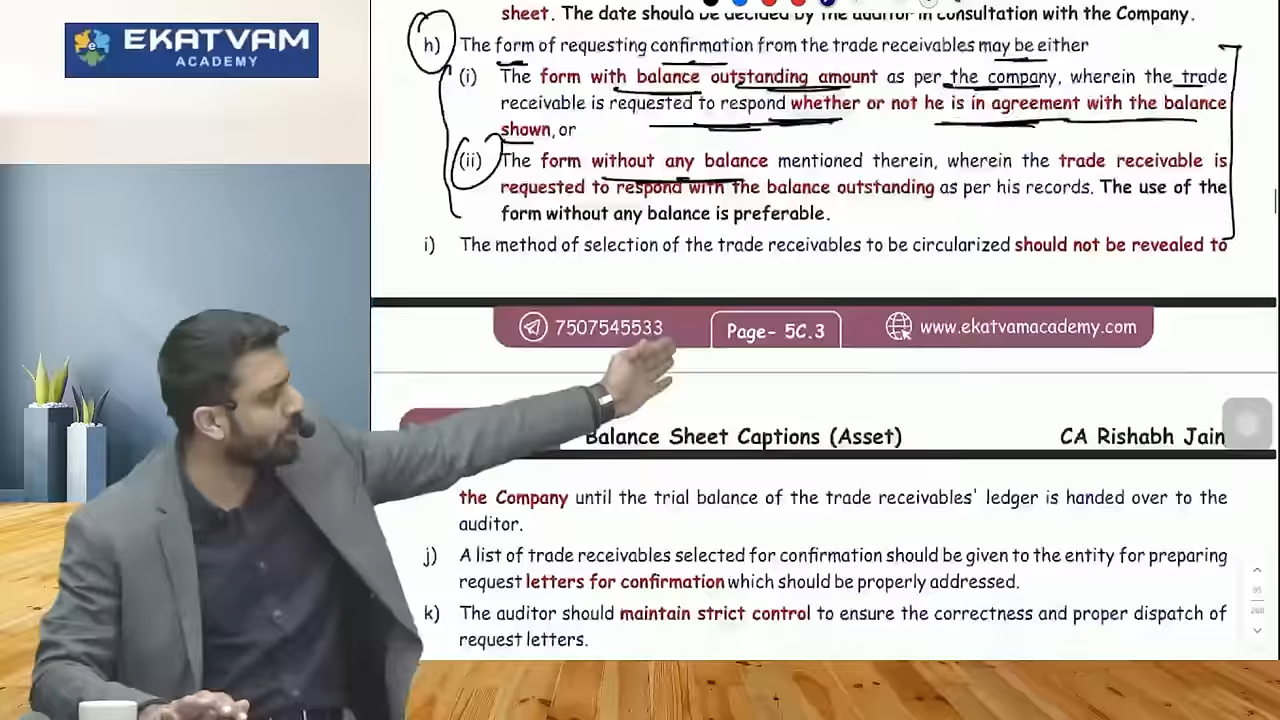 EKATVAM
ACADEMY
sheet. The date should be decided by the auditor in consultation with the Company.
h) The form of requesting confirmation from the trade receivables may be either
(i) The form with balance outstanding amount as per the company, wherein the trade
receivable is requested to respond whether or not he is in agreement with the balance
shown, or
(ii) The form without any balance mentioned therein, wherein the trade receivable is
requested to respond with the balance outstanding as per his records. The use of the
form without any balance is preferable.
i) The method of selection of the trade receivables to be circularized should not be revealed to
7507545533
Page- 5C.3
www.ekatvamacademy.com
Balance Sheet Captions (Asset)
CA Rishabh Jain
the Company until the trial balance of the trade receivables' ledger is handed over to the
auditor.
j) A list of trade receivables selected for confirmation should be given to the entity for preparing
request letters for confirmation which should be properly addressed.
k) The auditor should maintain strict control to ensure the correctness and proper dispatch of
request letters.